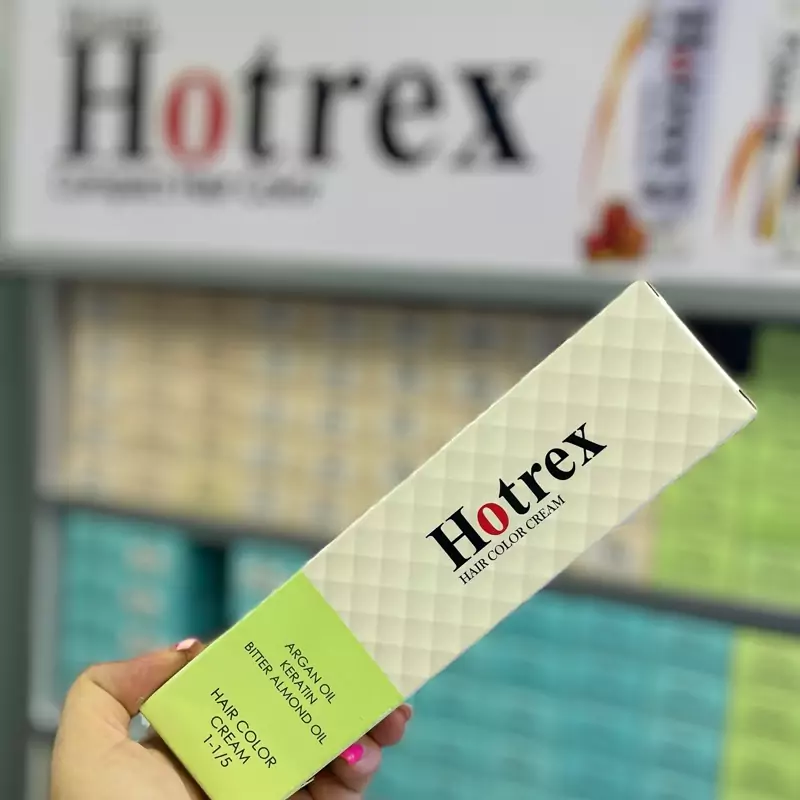 Hotrex
Hotrex
HAIR COLOR CREAM
ARGAN OIL
KERATIN
BITTER ALMOND OIL
HAIR COLOR
CREAM
1-1/5